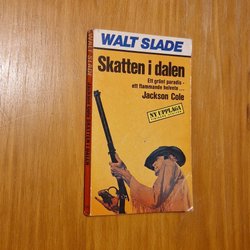 WALT SLADE
Skatten i dalen
Ett grönt paradis -
ett flammande helvete ...
Jackson Cole
NY UPPLAGA